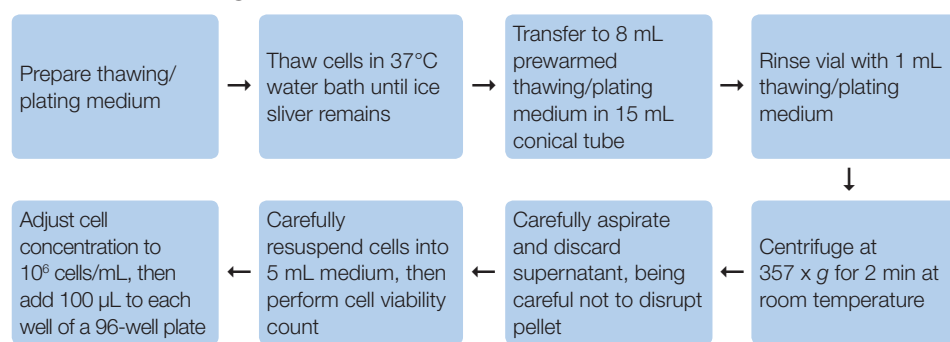 Prepare thawing/
plating medium
→
Thaw cells in 37°C
water bath until ice
sliver remains
→
Transfer to 8 mL
prewarmed
thawing/plating
medium in 15 mL
conical tube
→
Rinse vial with 1 mL
thawing/plating
medium
↓
Centrifuge at
357 x g for 2 min at
room temperature
←
Carefully aspirate
and discard
supernatant, being
careful not to disrupt
pellet
←
Carefully
resuspend cells into
5 mL medium, then
perform cell viability
count
←
Adjust cell
concentration to
10⁶ cells/mL, then
add 100 µL to each
well of a 96-well plate